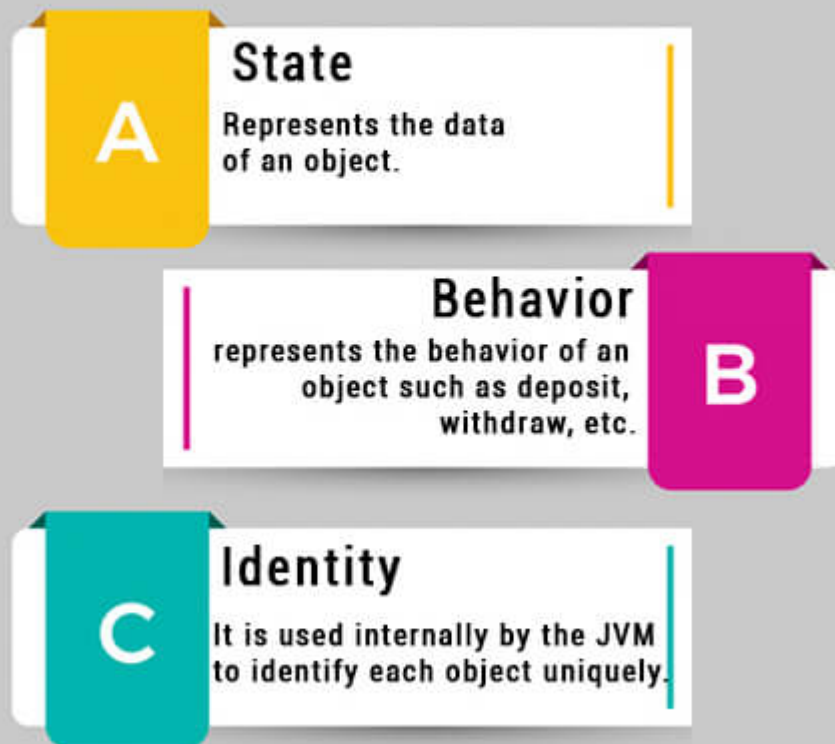 A
State
Represents the data
of an object.
Behavior
represents the behavior of an
object such as deposit,
withdraw, etc.
B
C
Identity
It is used internally by the JVM
to identify each object uniquely.